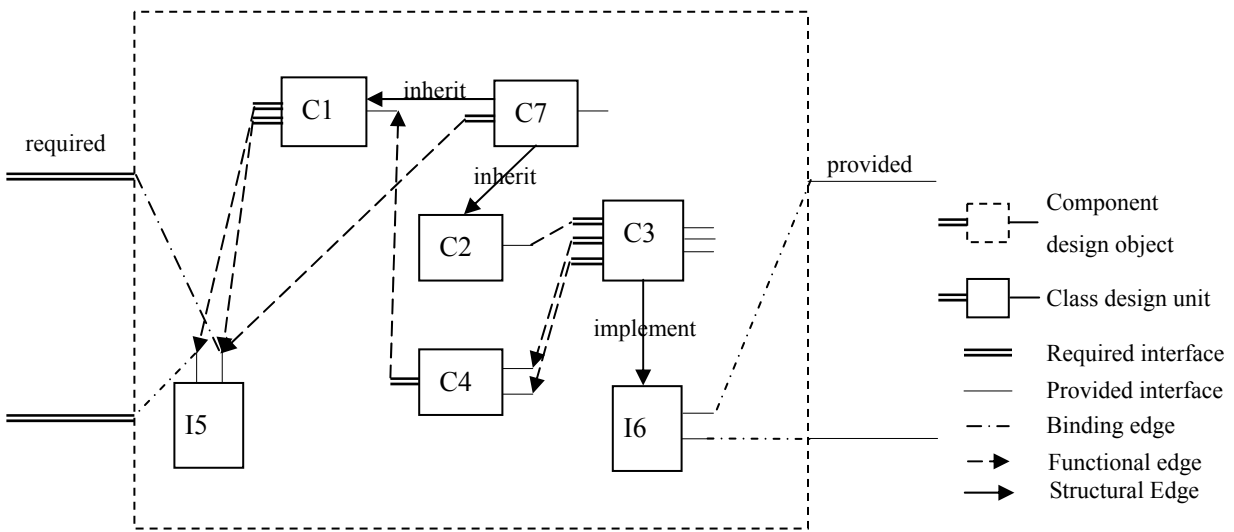 inherit
C1
C7
required
provided
inherit
Component
design object
C2
C3
Class design unit
implement
Required interface
C4
Provided interface
I5
I6
Binding edge
Functional edge
Structural Edge